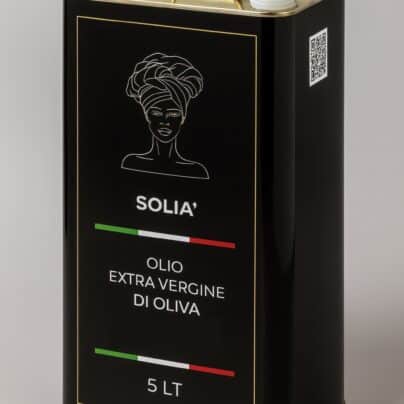 SOLIA'
OLIO
EXTRA VERGINE
DI OLIVA
5 LT